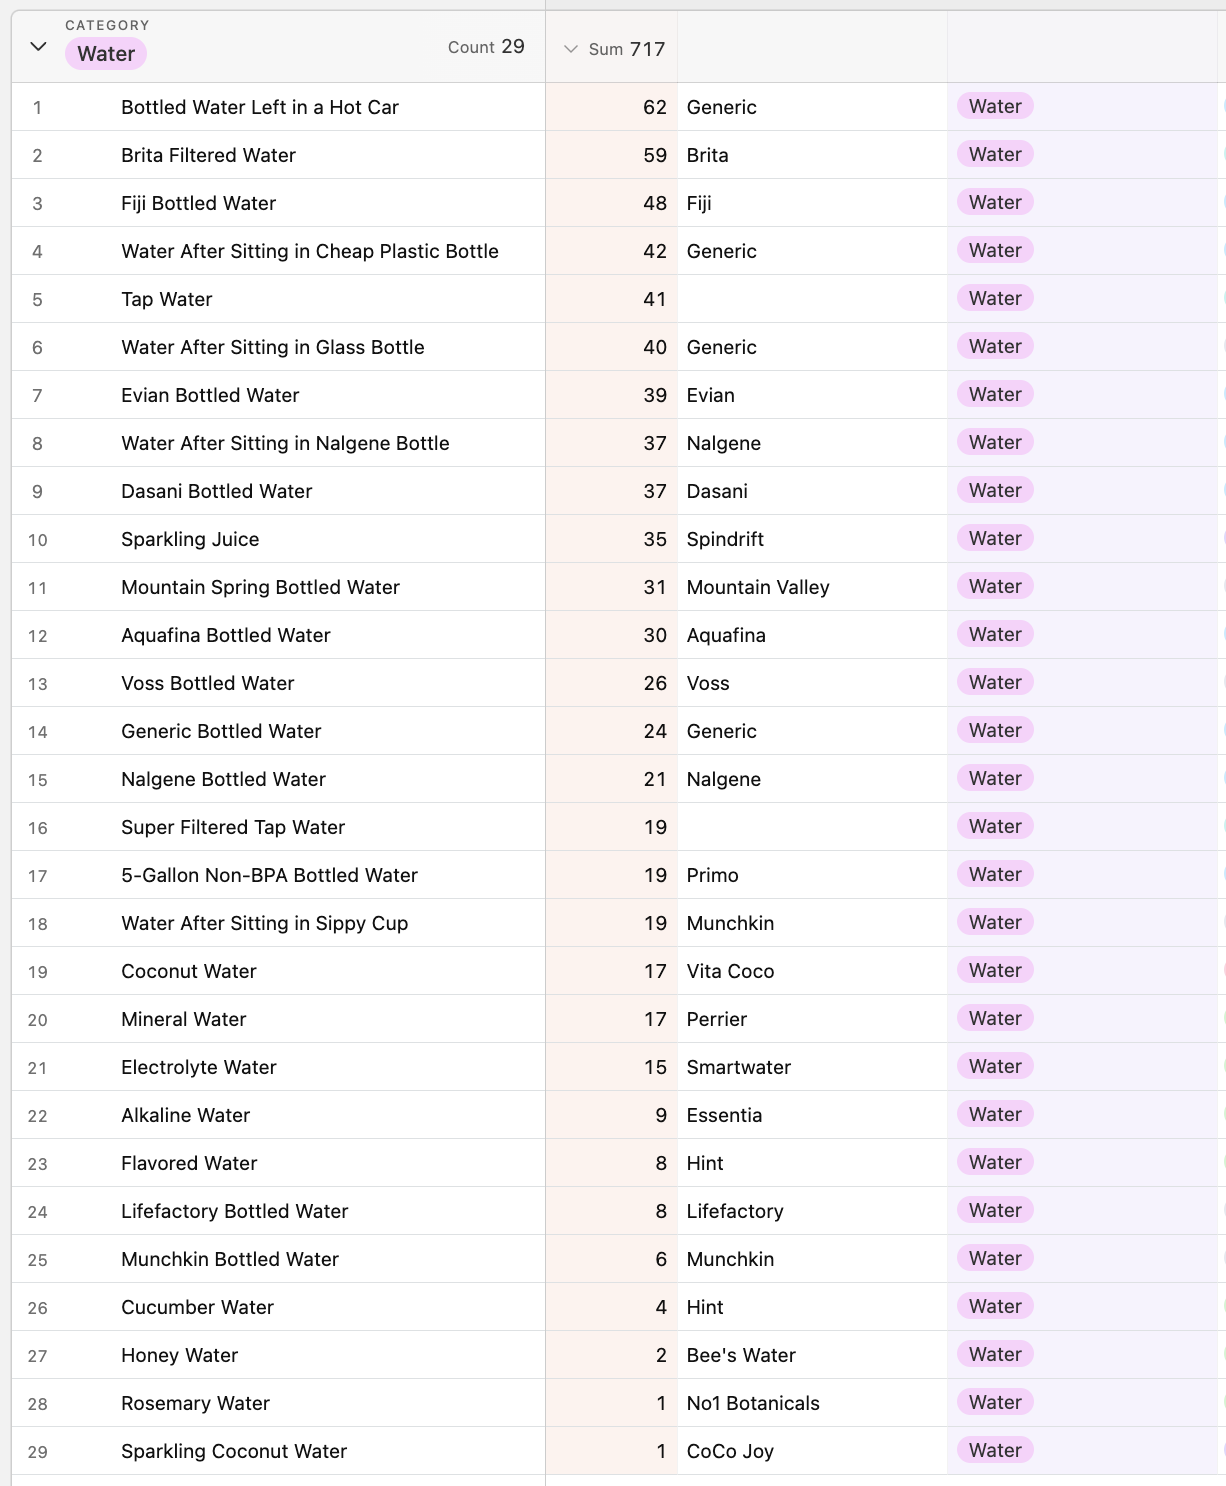 CATEGORY
Water Count 29 Sum 717
1 Bottled Water Left in a Hot Car 62 Generic Water
2 Brita Filtered Water 59 Brita Water
3 Fiji Bottled Water 48 Fiji Water
4 Water After Sitting in Cheap Plastic Bottle 42 Generic Water
5 Tap Water 41 Water
6 Water After Sitting in Glass Bottle 40 Generic Water
7 Evian Bottled Water 39 Evian Water
8 Water After Sitting in Nalgene Bottle 37 Nalgene Water
9 Dasani Bottled Water 37 Dasani Water
10 Sparkling Juice 35 Spindrift Water
11 Mountain Spring Bottled Water 31 Mountain Valley Water
12 Aquafina Bottled Water 30 Aquafina Water
13 Voss Bottled Water 26 Voss Water
14 Generic Bottled Water 24 Generic Water
15 Nalgene Bottled Water 21 Nalgene Water
16 Super Filtered Tap Water 19 Water
17 5-Gallon Non-BPA Bottled Water 19 Primo Water
18 Water After Sitting in Sippy Cup 19 Munchkin Water
19 Coconut Water 17 Vita Coco Water
20 Mineral Water 17 Perrier Water
21 Electrolyte Water 15 Smartwater Water
22 Alkaline Water 9 Essentia Water
23 Flavored Water 8 Hint Water
24 Lifefactory Bottled Water 8 Lifefactory Water
25 Munchkin Bottled Water 6 Munchkin Water
26 Cucumber Water 4 Hint Water
27 Honey Water 2 Bee's Water Water
28 Rosemary Water 1 No1 Botanicals Water
29 Sparkling Coconut Water 1 CoCo Joy Water